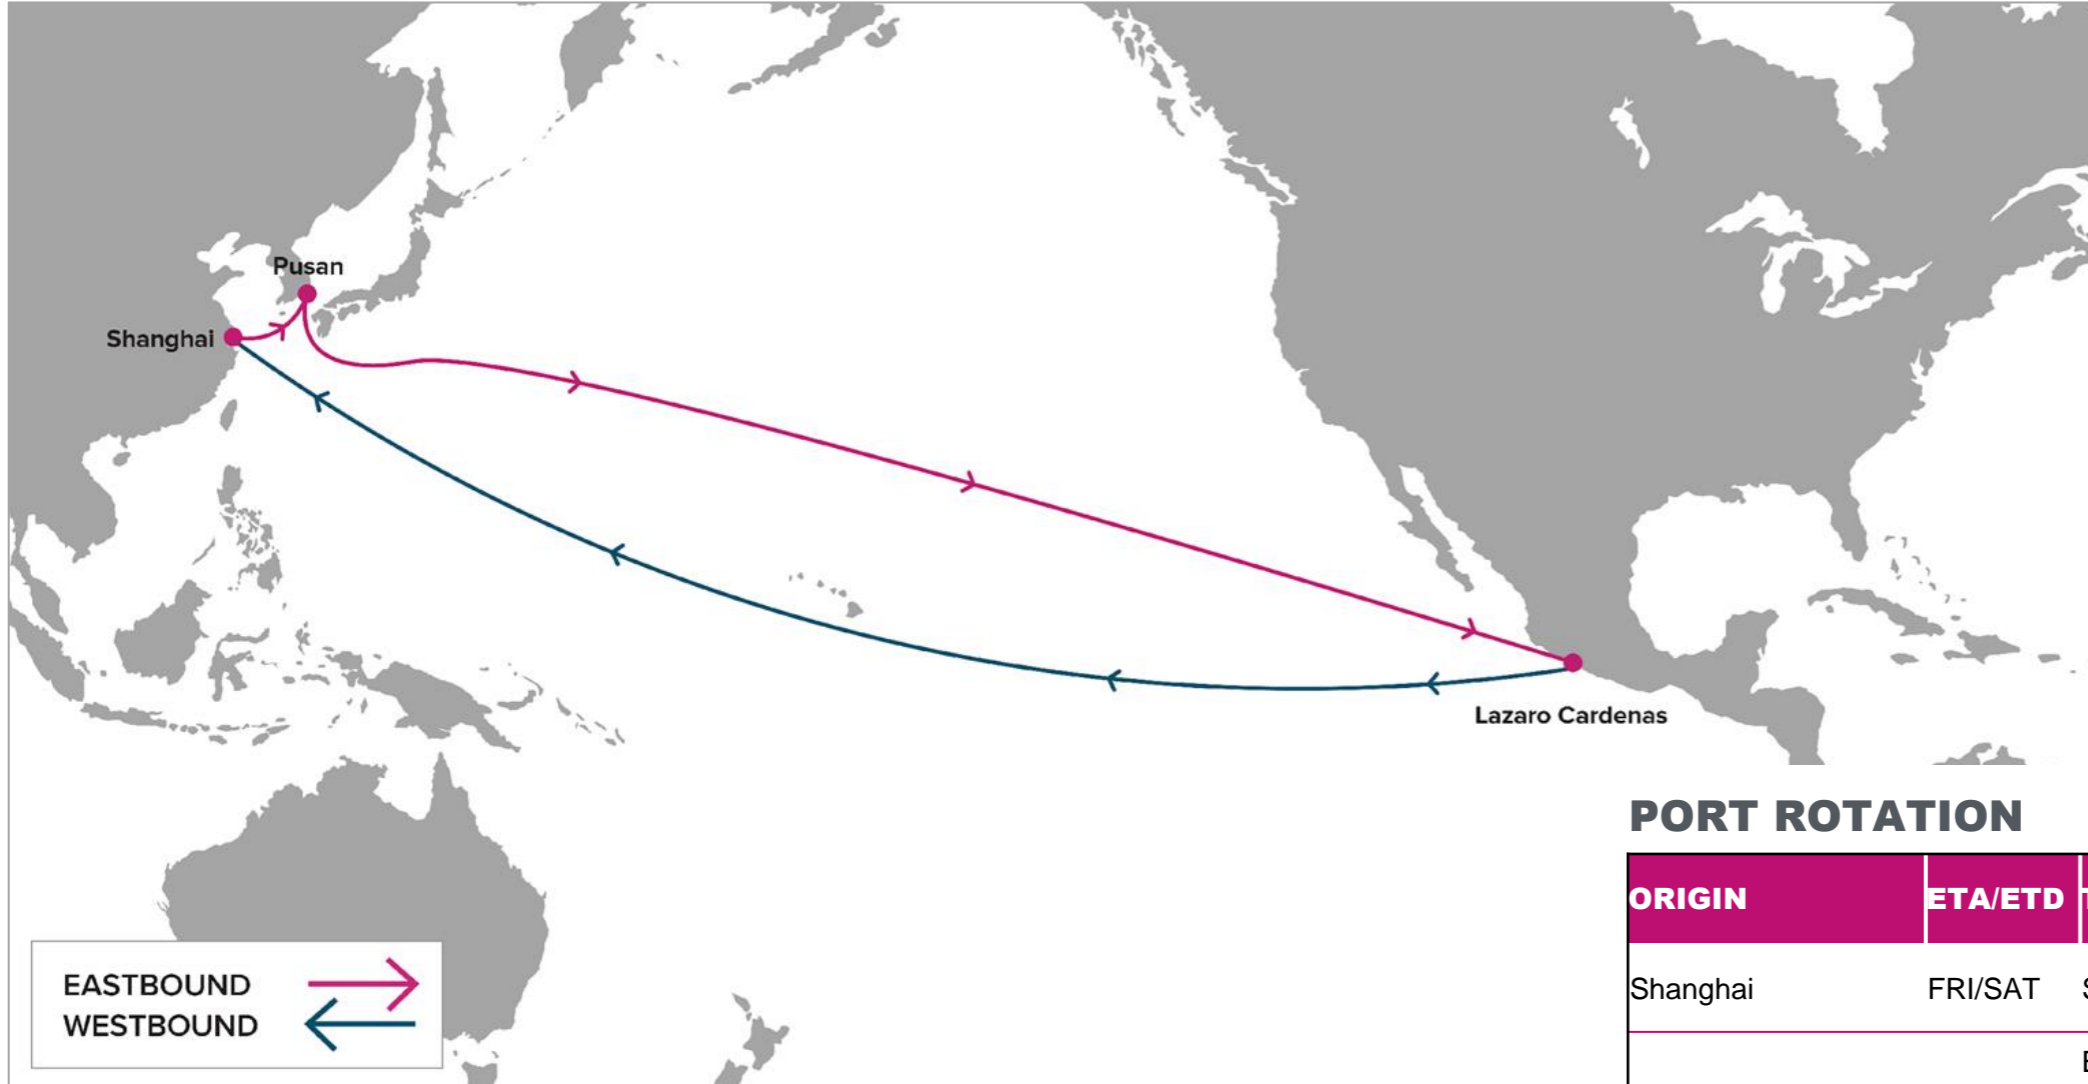 Pusan
Shanghai
Lazaro Cardenas
PORT ROTATION
ORIGIN ETA/ETD
Shanghai FRI/SAT
EASTBOUND
WESTBOUND